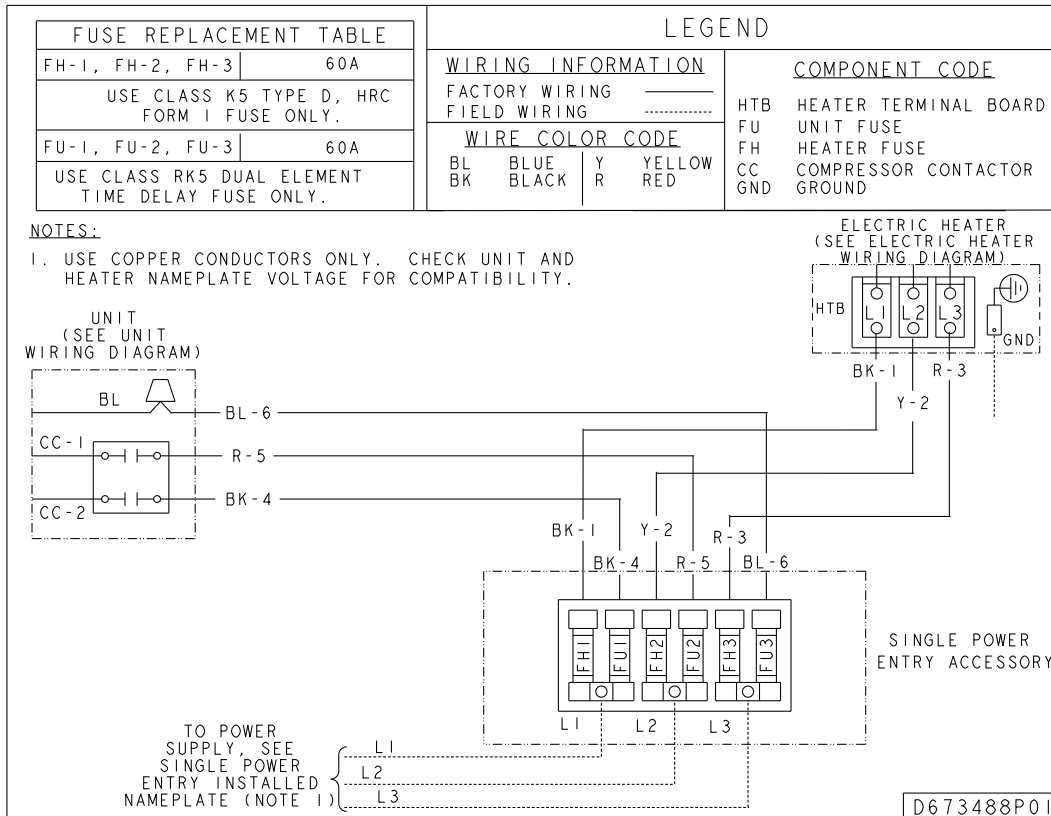 FUSE REPLACEMENT TABLE
FH-1, FH-2, FH-3 60A
USE CLASS K5 TYPE D, HRC
FORM 1 FUSE ONLY.
FU-1, FU-2, FU-3 60A
USE CLASS RK5 DUAL ELEMENT
TIME DELAY FUSE ONLY.
LEGEND
WIRING INFORMATION
FACTORY WIRING
FIELD WIRING
WIRE COLOR CODE
BL BLUE Y YELLOW
BK BLACK R RED
COMPONENT CODE
HTB HEATER TERMINAL BOARD
FU UNIT FUSE
FH HEATER FUSE
CC COMPRESSOR CONTACTOR
GND GROUND
NOTES:
1. USE COPPER CONDUCTORS ONLY. CHECK UNIT AND
HEATER NAMEPLATE VOLTAGE FOR COMPATIBILITY.
ELECTRIC HEATER
(SEE ELECTRIC HEATER
WIRING DIAGRAM)
HTB
L1 L2 L3
GND
BK-1 R-3
Y-2
UNIT
(SEE UNIT
WIRING DIAGRAM)
BL
BL-6
CC-1
R-5
BK-4
CC-2
BK-1 Y-2 R-3
BK-4 R-5 BL-6
FH1 FU1 FH2 FU2 FH3 FU3
SINGLE POWER
ENTRY ACCESSORY
L1 L2 L3
TO POWER
SUPPLY, SEE
SINGLE POWER
ENTRY INSTALLED
NAMEPLATE (NOTE 1)
L1
L2
L3
D673488P01